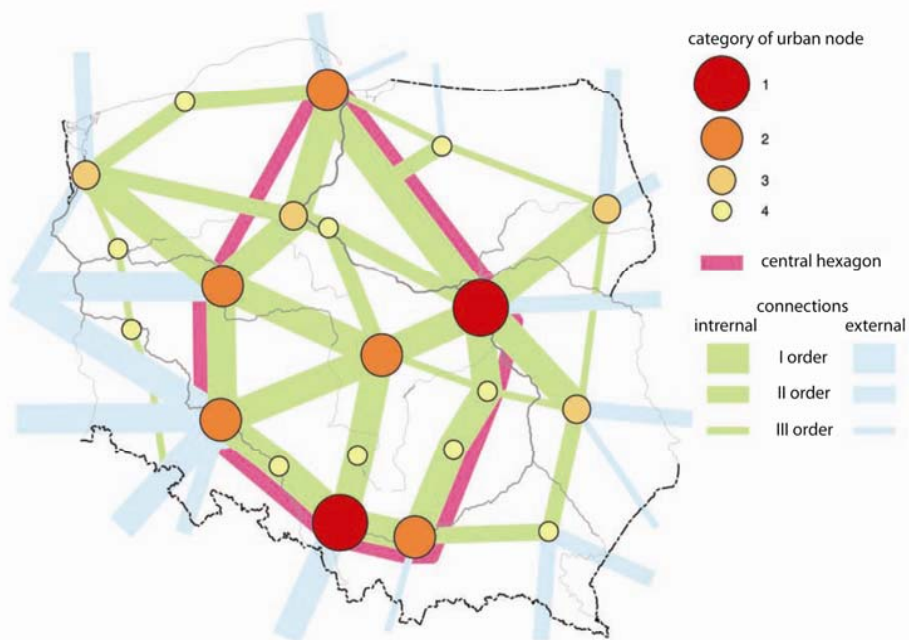 category of urban node
1
2
3
4
central hexagon
connections
intrernal external
I order
II order
III order